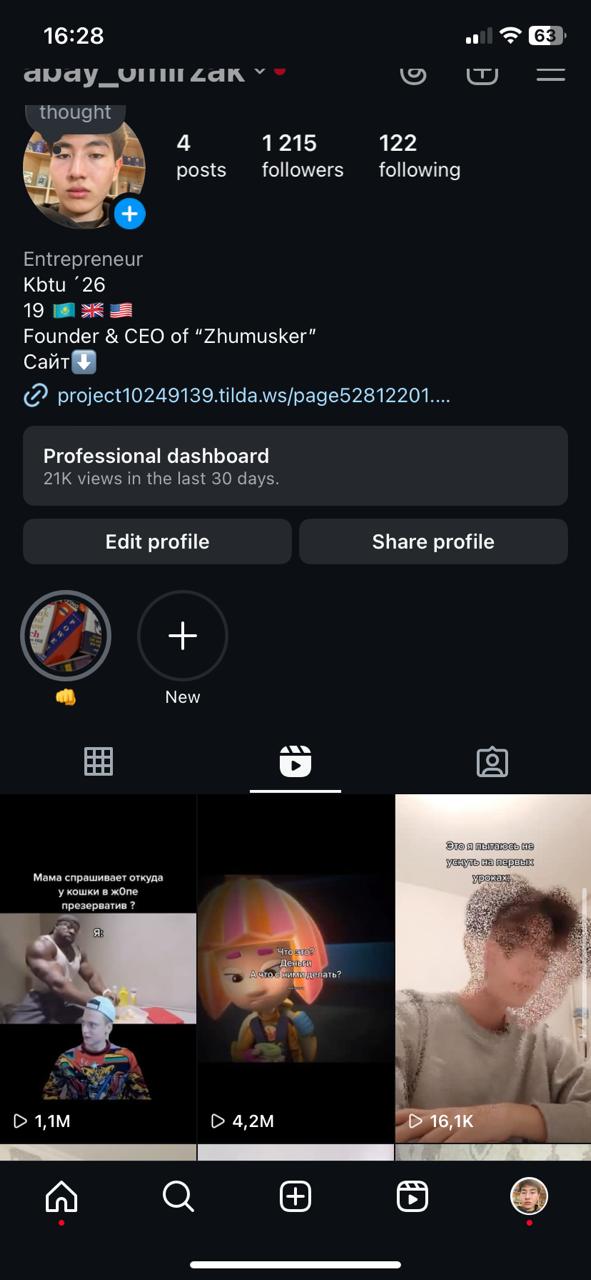 16:28
63
abay_omirzak
thought
4
1 215
122
posts
followers
following
Entrepreneur
Kbtu ´26
19 🇰🇿 🇬🇧 🇺🇸
Founder & CEO of “Zhumusker”
Сайт⬇️
project10249139.tilda.ws/page52812201....
Professional dashboard
21K views in the last 30 days.
Edit profile
Share profile
👊
New
Мама спрашивает откуда
у кошки в ж0пе
презерватив ?
Я:
1,1M
Что это?
Деньги
А что с ними делать?
4,2M
Это я пытаюсь не
уснуть на первых
уроках:
16,1K